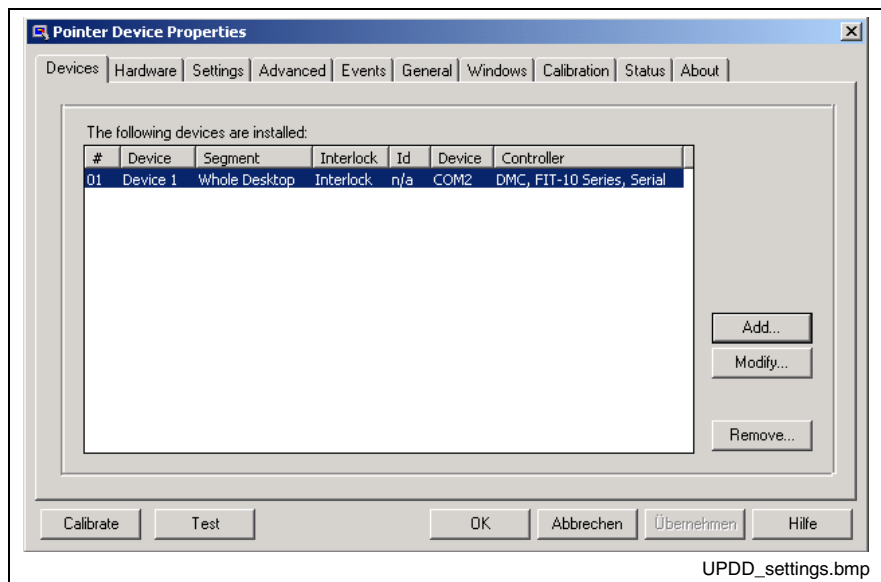 Pointer Device Properties
Devices Hardware Settings Advanced Events General Windows Calibration Status About
The following devices are installed:
# Device Segment Interlock Id Device Controller
01 Device 1 Whole Desktop Interlock n/a COM2 DMC, FIT-10 Series, Serial
Add...
Modify...
Remove...
Calibrate Test OK Abbrechen Übernehmen Hilfe
UPDD_settings.bmp